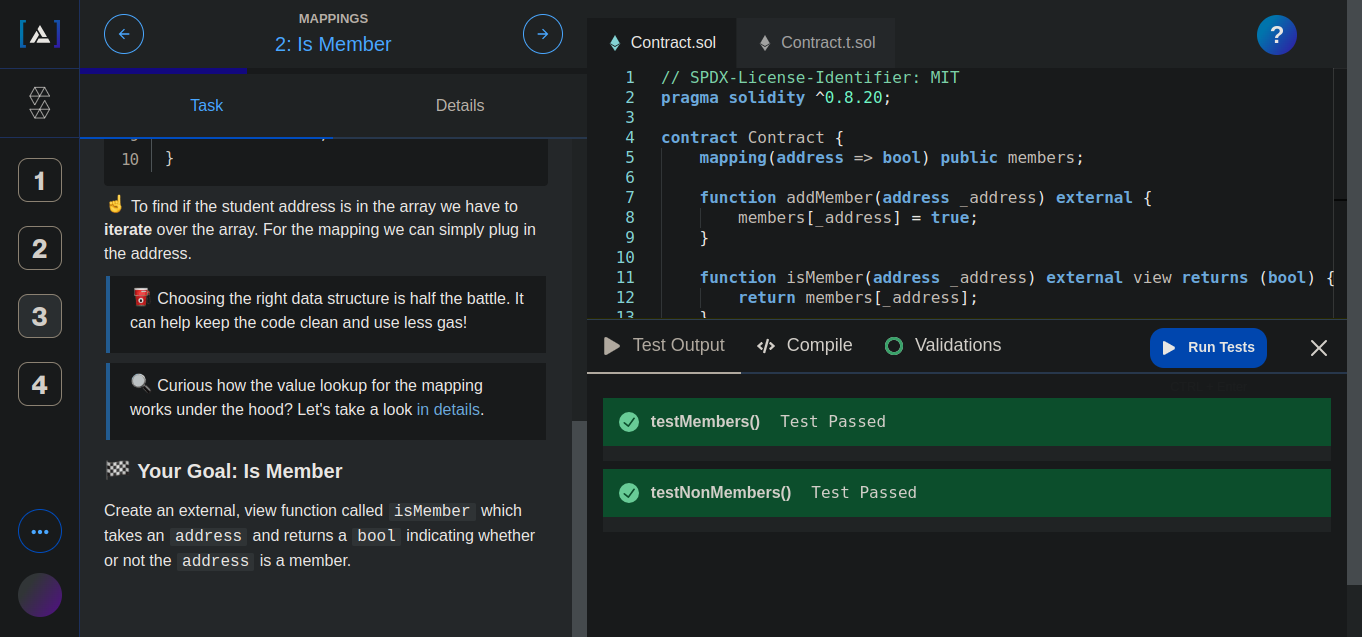 MAPPINGS
2: Is Member
Task
Details
1
2
3
4
10 }
☝ To find if the student address is in the array we have to
iterate over the array. For the mapping we can simply plug in
the address.
Choosing the right data structure is half the battle. It
can help keep the code clean and use less gas!
Curious how the value lookup for the mapping
works under the hood? Let's take a look in details.
Your Goal: Is Member
Create an external, view function called isMember which
takes an address and returns a bool indicating whether
or not the address is a member.
Contract.sol
Contract.t.sol
?
1 // SPDX-License-Identifier: MIT
2 pragma solidity ^0.8.20;
3
4 contract Contract {
5 mapping(address => bool) public members;
6
7 function addMember(address _address) external {
8 members[_address] = true;
9 }
10
11 function isMember(address _address) external view returns (bool) {
12 return members[_address];
13 }
Test Output
Compile
Validations
Run Tests
testMembers() Test Passed
testNonMembers() Test Passed